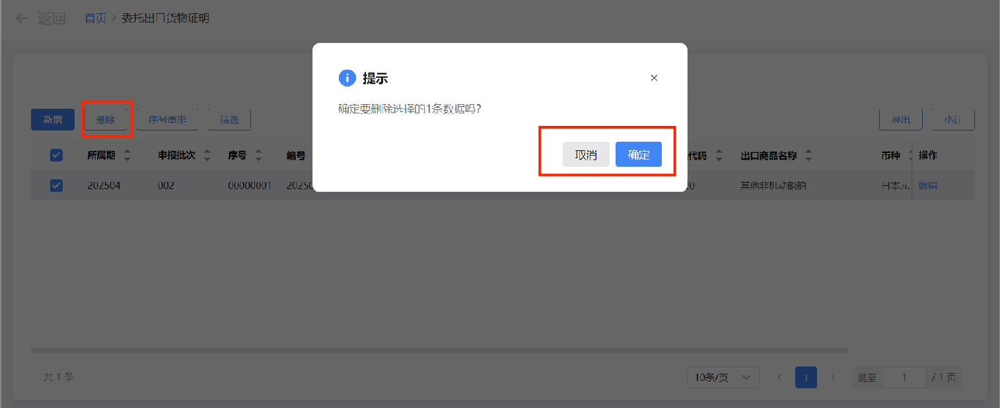 返回 首页 > 委托出口货物证明
提示
确定要删除选择的1条数据吗？
取消 确定
新增 删除 序号重排 筛选 导出 小计
所属期 申报批次 序号 编号 代码 出口商品名称 币种 操作
202504 002 00000001 20250 20 其他非机动船舶 日本元 编辑
共 1 条 10条/页 < 1 > 跳至 1 / 1 页